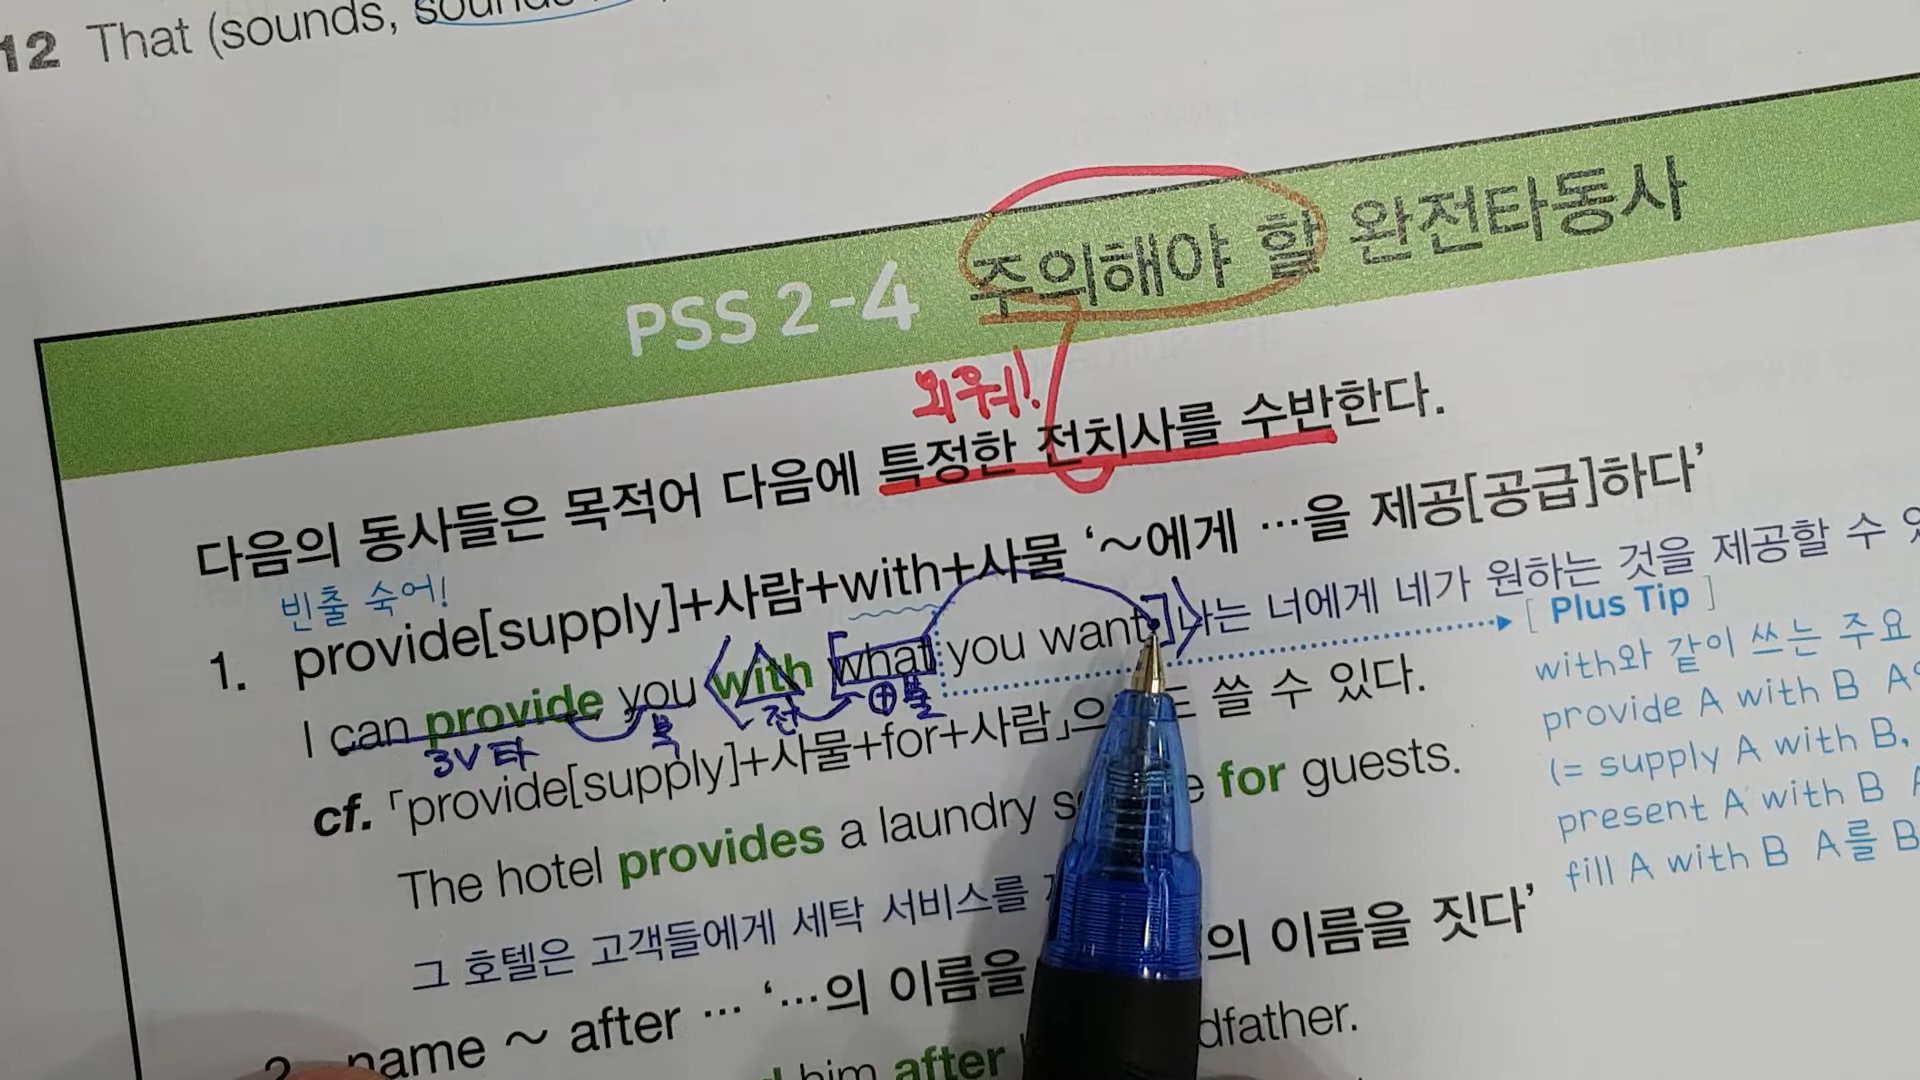 12 That (sounds, sounds
PSS 2-4 주의해야 할 완전타동사
외워!
다음의 동사들은 목적어 다음에 특정한 전치사를 수반한다.
빈출 숙어!
1. provide[supply]+사람+with+사물 ‘~에게 …을 제공[공급]하다’
I can provide you with what you want. 나는 너에게 네가 원하는 것을 제공할 수
3V타 목 전 목
cf. 「provide[supply]+사물+for+사람」으 쓸 수 있다.
The hotel provides a laundry for guests.
그 호텔은 고객들에게 세탁 서비스를
2. name ~ after … ‘…의 이름을 의 이름을 짓다’
him after
[ Plus Tip ]
with와 같이 쓰는 주요
provide A with B A
(= supply A with B,
present A with B
fill A with B A를 B